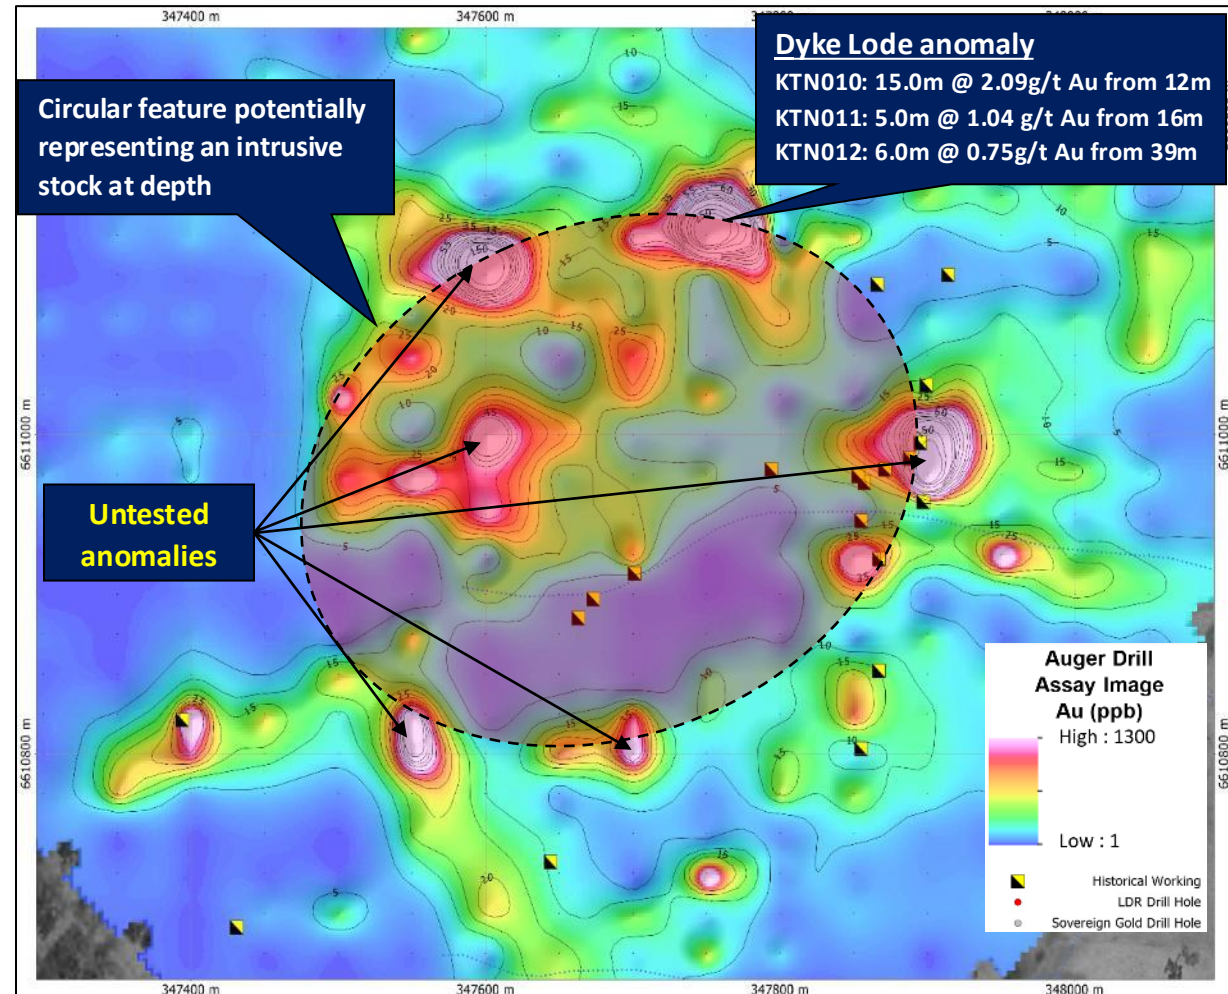 347400 m
347600 m
Dyke Lode anomaly
KTN010: 15.0m @ 2.09g/t Au from 12m
KTN011: 5.0m @ 1.04 g/t Au from 16m
KTN012: 6.0m @ 0.75g/t Au from 39m
Circular feature potentially
representing an intrusive
stock at depth
6611000 m
6611000 m
Untested
anomalies
6610800 m
6610800 m
Auger Drill
Assay Image
Au (ppb)
High : 1300
Low : 1
Historical Working
LDR Drill Hole
Sovereign Gold Drill Hole
347400 m
347600 m
347800 m
348000 m